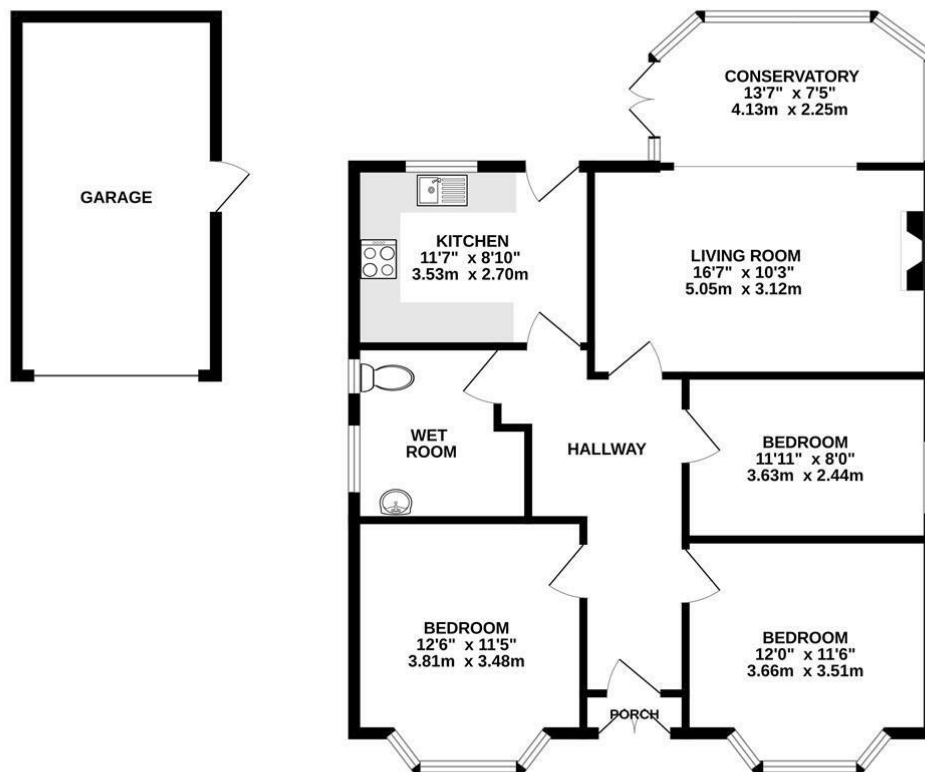 CONSERVATORY
13'7" x 7'5"
4.13m x 2.25m
GARAGE
KITCHEN
11'7" x 8'10"
3.53m x 2.70m
LIVING ROOM
16'7" x 10'3"
5.05m x 3.12m
WET
ROOM
HALLWAY
BEDROOM
11'11" x 8'0"
3.63m x 2.44m
BEDROOM
12'6" x 11'5"
3.81m x 3.48m
BEDROOM
12'0" x 11'6"
3.66m x 3.51m
PORCH